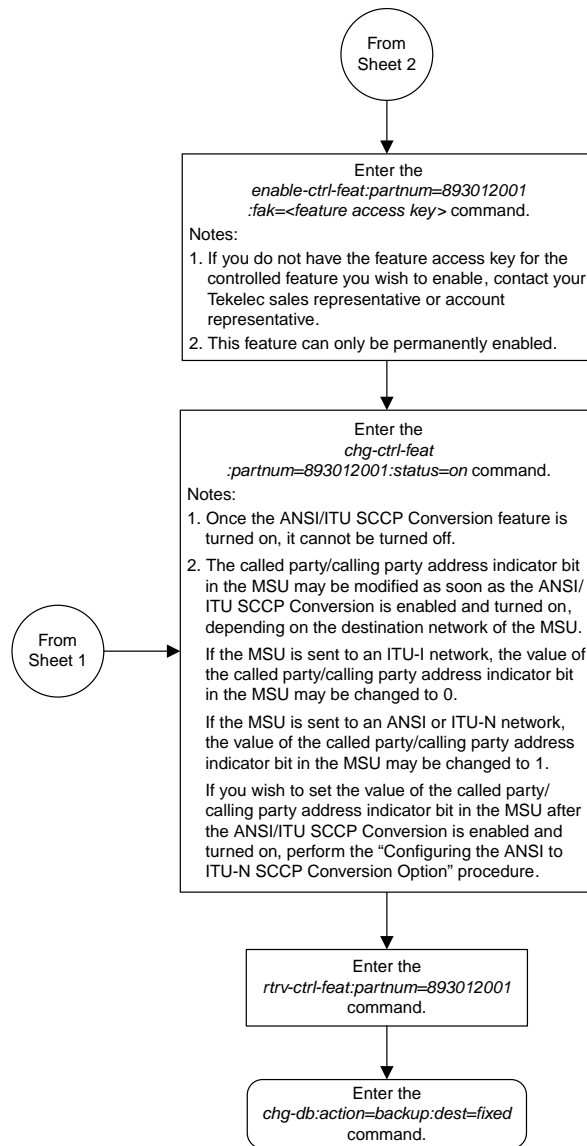 From
Sheet 2
Enter the
enable-ctrl-feat:partnum=893012001
:fak=<feature access key> command.
Notes:
1. If you do not have the feature access key for the
controlled feature you wish to enable, contact your
Tekelec sales representative or account
representative.
2. This feature can only be permanently enabled.
Enter the
chg-ctrl-feat
:partnum=893012001:status=on command.
Notes:
1. Once the ANSI/ITU SCCP Conversion feature is
turned on, it cannot be turned off.
2. The called party/calling party address indicator bit
in the MSU may be modified as soon as the ANSI/
ITU SCCP Conversion is enabled and turned on,
depending on the destination network of the MSU.
If the MSU is sent to an ITU-I network, the value of
the called party/calling party address indicator bit
in the MSU may be changed to 0.
If the MSU is sent to an ANSI or ITU-N network,
the value of the called party/calling party address
indicator bit in the MSU may be changed to 1.
If you wish to set the value of the called party/
calling party address indicator bit in the MSU after
the ANSI/ITU SCCP Conversion is enabled and
turned on, perform the “Configuring the ANSI to
ITU-N SCCP Conversion Option” procedure.
From
Sheet 1
Enter the
rtrv-ctrl-feat:partnum=893012001
command.
Enter the
chg-db:action=backup:dest=fixed
command.